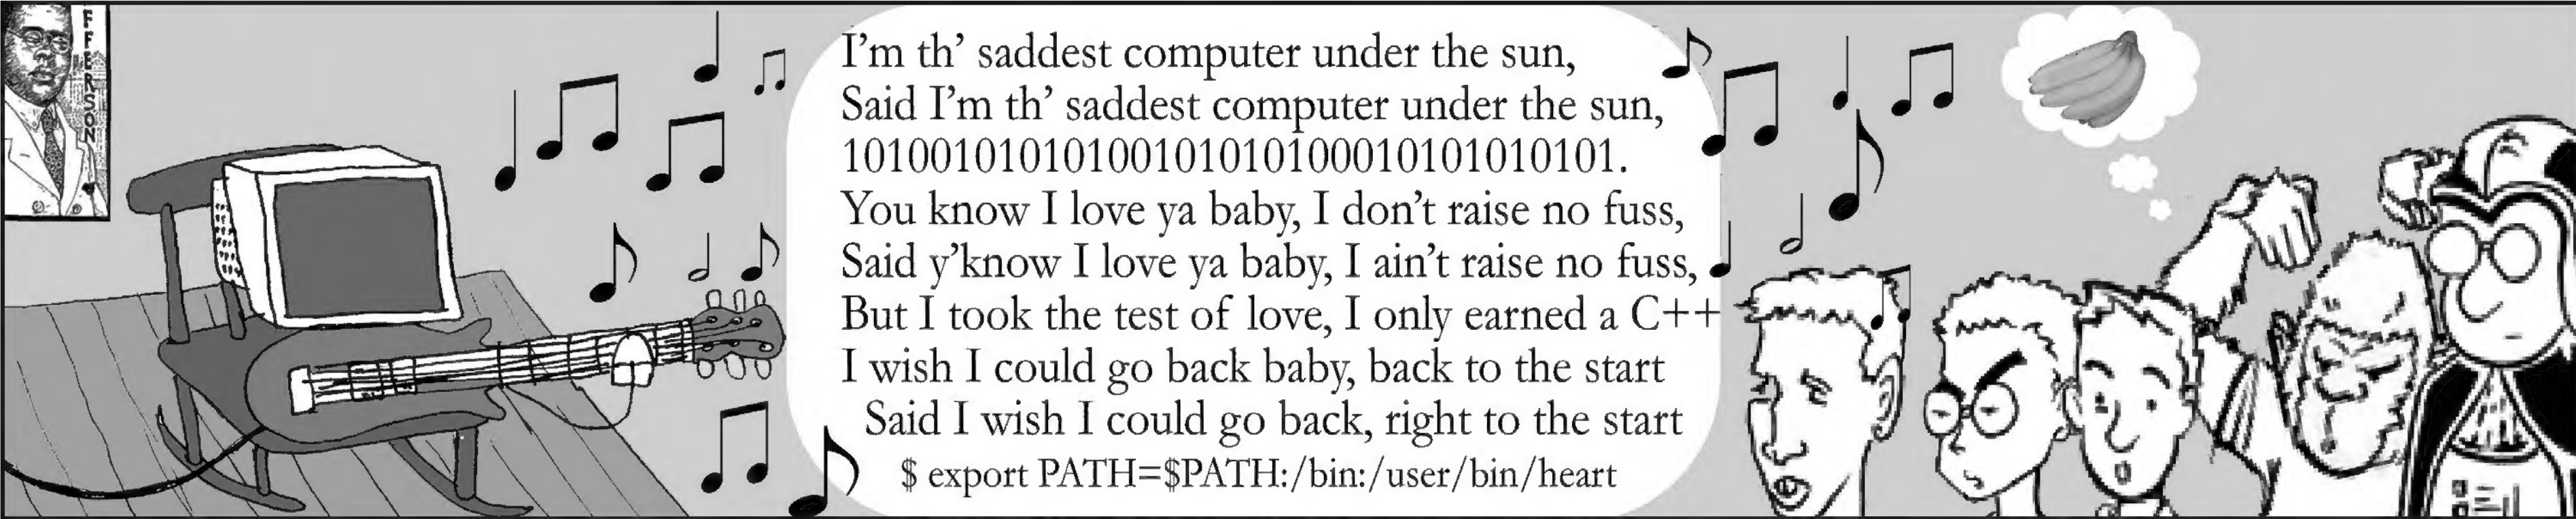 FFERSON
I'm th' saddest computer under the sun,
Said I'm th' saddest computer under the sun,
10100101010100101010100010101010101.
You know I love ya baby, I don't raise no fuss,
Said y'know I love ya baby, I ain't raise no fuss,
But I took the test of love, I only earned a C++
I wish I could go back baby, back to the start
Said I wish I could go back, right to the start
$ export PATH=$PATH:/bin:/user/bin/heart